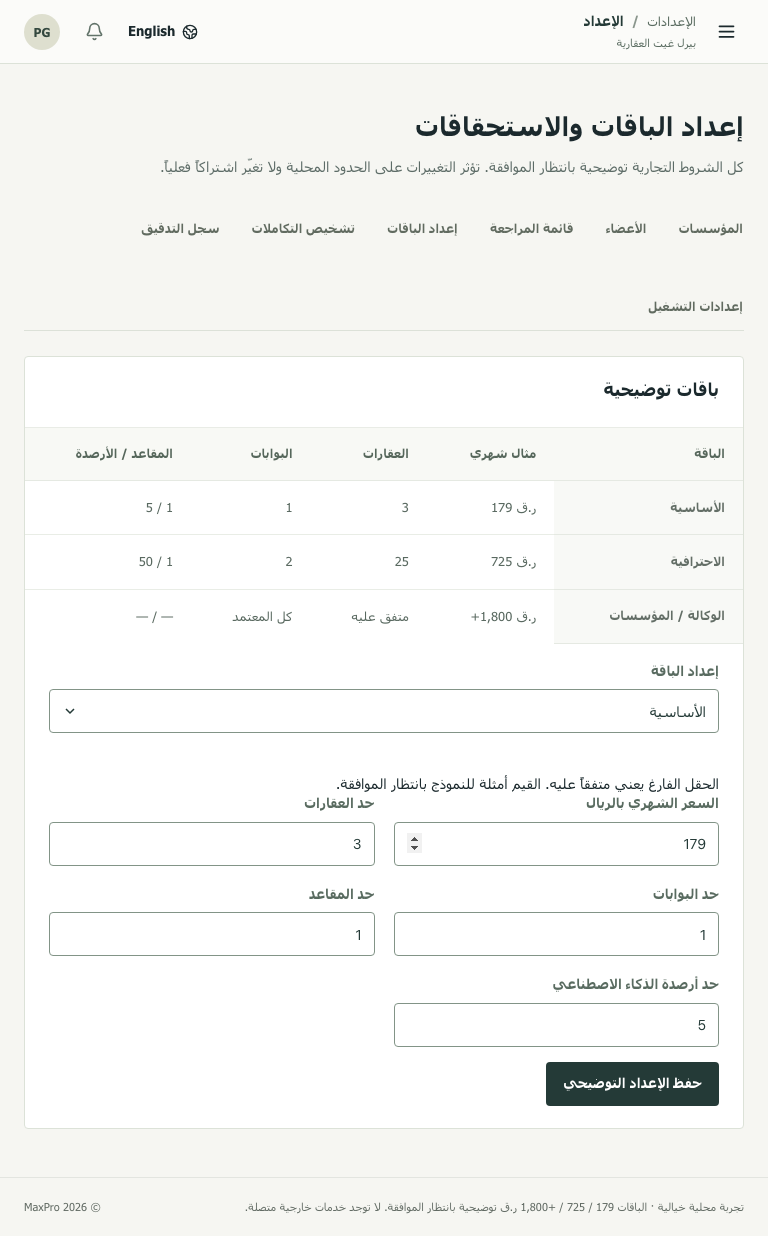 الإعدادات / الإعداد
بيرل غيت العقارية
English
PG
إعداد الباقات والاستحقاقات
كل الشروط التجارية توضيحية بانتظار الموافقة. تؤثر التغييرات على الحدود المحلية ولا تغيّر اشتراكاً فعلياً.
المؤسسات الأعضاء قائمة المراجعة إعداد الباقات تشخيص التكاملات سجل التدقيق
إعدادات التشغيل
باقات توضيحية
الباقة مثال شهري العقارات البوابات المقاعد / الأرصدة
الأساسية ر.ق 179 3 1 1 / 5
الاحترافية ر.ق 725 25 2 1 / 50
الوكالة / المؤسسات ر.ق 1,800+ متفق عليه كل المعتمد — / —
إعداد الباقة
الأساسية
الحقل الفارغ يعني متفقاً عليه. القيم أمثلة للنموذج بانتظار الموافقة.
السعر الشهري بالريال حد العقارات
179 3
حد البوابات حد المقاعد
1 1
حد أرصدة الذكاء الاصطناعي
5
حفظ الإعداد التوضيحي
تجربة محلية خيالية · الباقات 179 / 725 / +1,800 ر.ق توضيحية بانتظار الموافقة. لا توجد خدمات خارجية متصلة.
© 2026 MaxPro